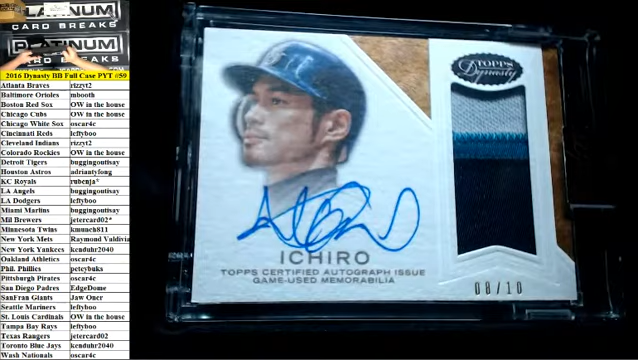 PLATINUM
CARD BREAKS
PLATINUM
CARD BREAKS
2016 Dynasty BB Full Case PYT #59
Atlanta Braves rizzyt2
Baltimore Orioles mbooth
Boston Red Sox OW in the house
Chicago Cubs OW in the house
Chicago White Sox oscar4c
Cincinnati Reds leftyboo
Cleveland Indians rizzyt2
Colorado Rockies OW in the house
Detroit Tigers buggingoutisay
Houston Astros adriantyfong
KC Royals rubenja*
LA Angels buggingoutisay
LA Dodgers leftyboo
Miami Marlins buggingoutisay
Mil Brewers jetercard02*
Minnesota Twins kmunch811
New York Mets Raymond Valdivia
New York Yankees kenduhr2040
Oakland Athletics oscar4c
Phil. Phillies peteybuks
Pittsburgh Pirates oscar4c
San Diego Padres EdgeDome
SanFran Giants Jaw Oner
Seattle Mariners leftyboo
St. Louis Cardinals OW in the house
Tampa Bay Rays leftyboo
Texas Rangers jetercard02
Toronto Blue Jays kenduhr2040
Wash Nationals oscar4c
TOPPS
Dynasty
ICHIRO
TOPPS CERTIFIED AUTOGRAPH ISSUE
GAME-USED MEMORABILIA
08/10